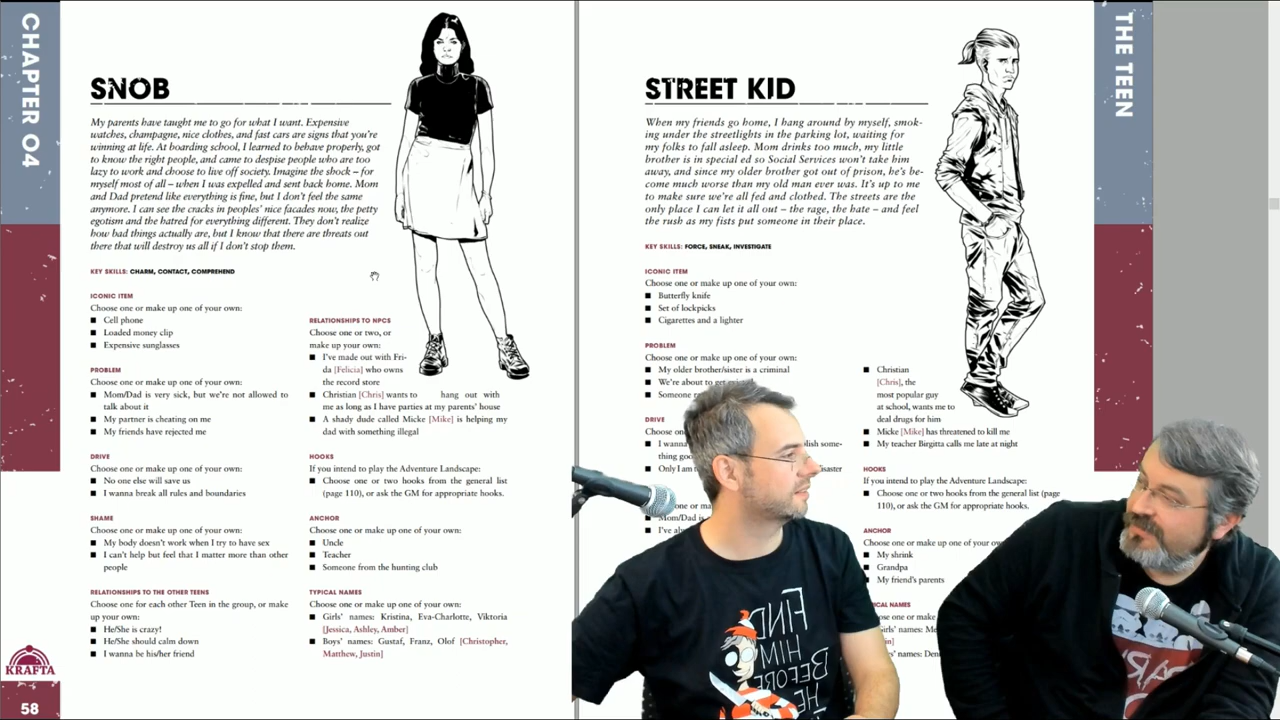 CHAPTER 04
SNOB
My parents have taught me to go for what I want. Expensive
watches, champagne, nice clothes, and fast cars are signs that you're
winning at life. At boarding school, I learned to behave properly, got
to know the right people, and came to despise people who are too
lazy to work and choose to live off society. Imagine the shock – for
myself most of all – when I was expelled and sent back home. Mom
and Dad pretend like everything is fine, but I don't feel the same
anymore. I can see the cracks in peoples' nice facades now, the petty
egotism and the hatred for everything different. They don't realize
how bad things actually are, but I know that there are threats out
there that will destroy us all if I don't stop them.
KEY SKILLS: CHARM, CONTACT, COMPREHEND
ICONIC ITEM
Choose one or make up one of your own:
■ Cell phone
■ Loaded money clip
■ Expensive sunglasses
PROBLEM
Choose one or make up one of your own:
■ Mom/Dad is very sick, but we're not allowed to
talk about it
■ My partner is cheating on me
■ My friends have rejected me
DRIVE
Choose one or make up one of your own:
■ No one else will save us
■ I wanna break all rules and boundaries
SHAME
Choose one or make up one of your own:
■ My body doesn't work when I try to have sex
■ I can't help but feel that I matter more than other
people
RELATIONSHIPS TO THE OTHER TEENS
Choose one for each other Teen in the group, or make
up your own:
■ He/She is crazy!
■ He/She should calm down
■ I wanna be his/her friend
RELATIONSHIPS TO NPCS
Choose one or two, or
make up your own:
■ I've made out with Fri-
da [Felicia] who owns
the record store
■ Christian [Chris] wants to hang out with
me as long as I have parties at my parents' house
■ A shady dude called Micke [Mike] is helping my
dad with something illegal
HOOKS
If you intend to play the Adventure Landscape:
■ Choose one or two hooks from the general list
(page 110), or ask the GM for appropriate hooks.
ANCHOR
Choose one or make up one of your own:
■ Uncle
■ Teacher
■ Someone from the hunting club
TYPICAL NAMES
Choose one or make up one of your own:
■ Girls' names: Kristina, Eva-Charlotte, Viktoria
[Jessica, Ashley, Amber]
■ Boys' names: Gustaf, Franz, Olof [Christopher,
Matthew, Justin]
KRAFTA
58
THE TEEN
STREET KID
When my friends go home, I hang around by myself, smok-
ing under the streetlights in the parking lot, waiting for
my folks to fall asleep. Mom drinks too much, my little
brother is in special ed so Social Services won't take him
away, and since my older brother got out of prison, he's be-
come much worse than my old man ever was. It's up to me
to make sure we're all fed and clothed. The streets are the
only place I can let it all out – the rage, the hate – and feel
the rush as my fists put someone in their place.
KEY SKILLS: FORCE, SNEAK, INVESTIGATE
ICONIC ITEM
Choose one or make up one of your own:
■ Butterfly knife
■ Set of lockpicks
■ Cigarettes and a lighter
PROBLEM
Choose one or make up one of your own:
■ My older brother/sister is a criminal
■ We're about to get
■ Someone
DRIVE
Choose
■ I wanna some-
thing
■ Only I am
one or make up one of your own:
■ Mom/Dad is
■ I've
■ Christian
[Chris], the
most popular guy
at school, wants me to
deal drugs for him
■ Micke [Mike] has threatened to kill me
■ My teacher Birgitta calls me late at night
HOOKS
If you intend to play the Adventure Landscape:
■ Choose one or two hooks from the general list (page
110), or ask the GM for appropriate hooks.
ANCHOR
Choose one or make up one of your own:
■ My shrink
■ Grandpa
■ My friend's parents
NAMES
one or make
names:
names:
FIND
HIM
BEFORE
HE